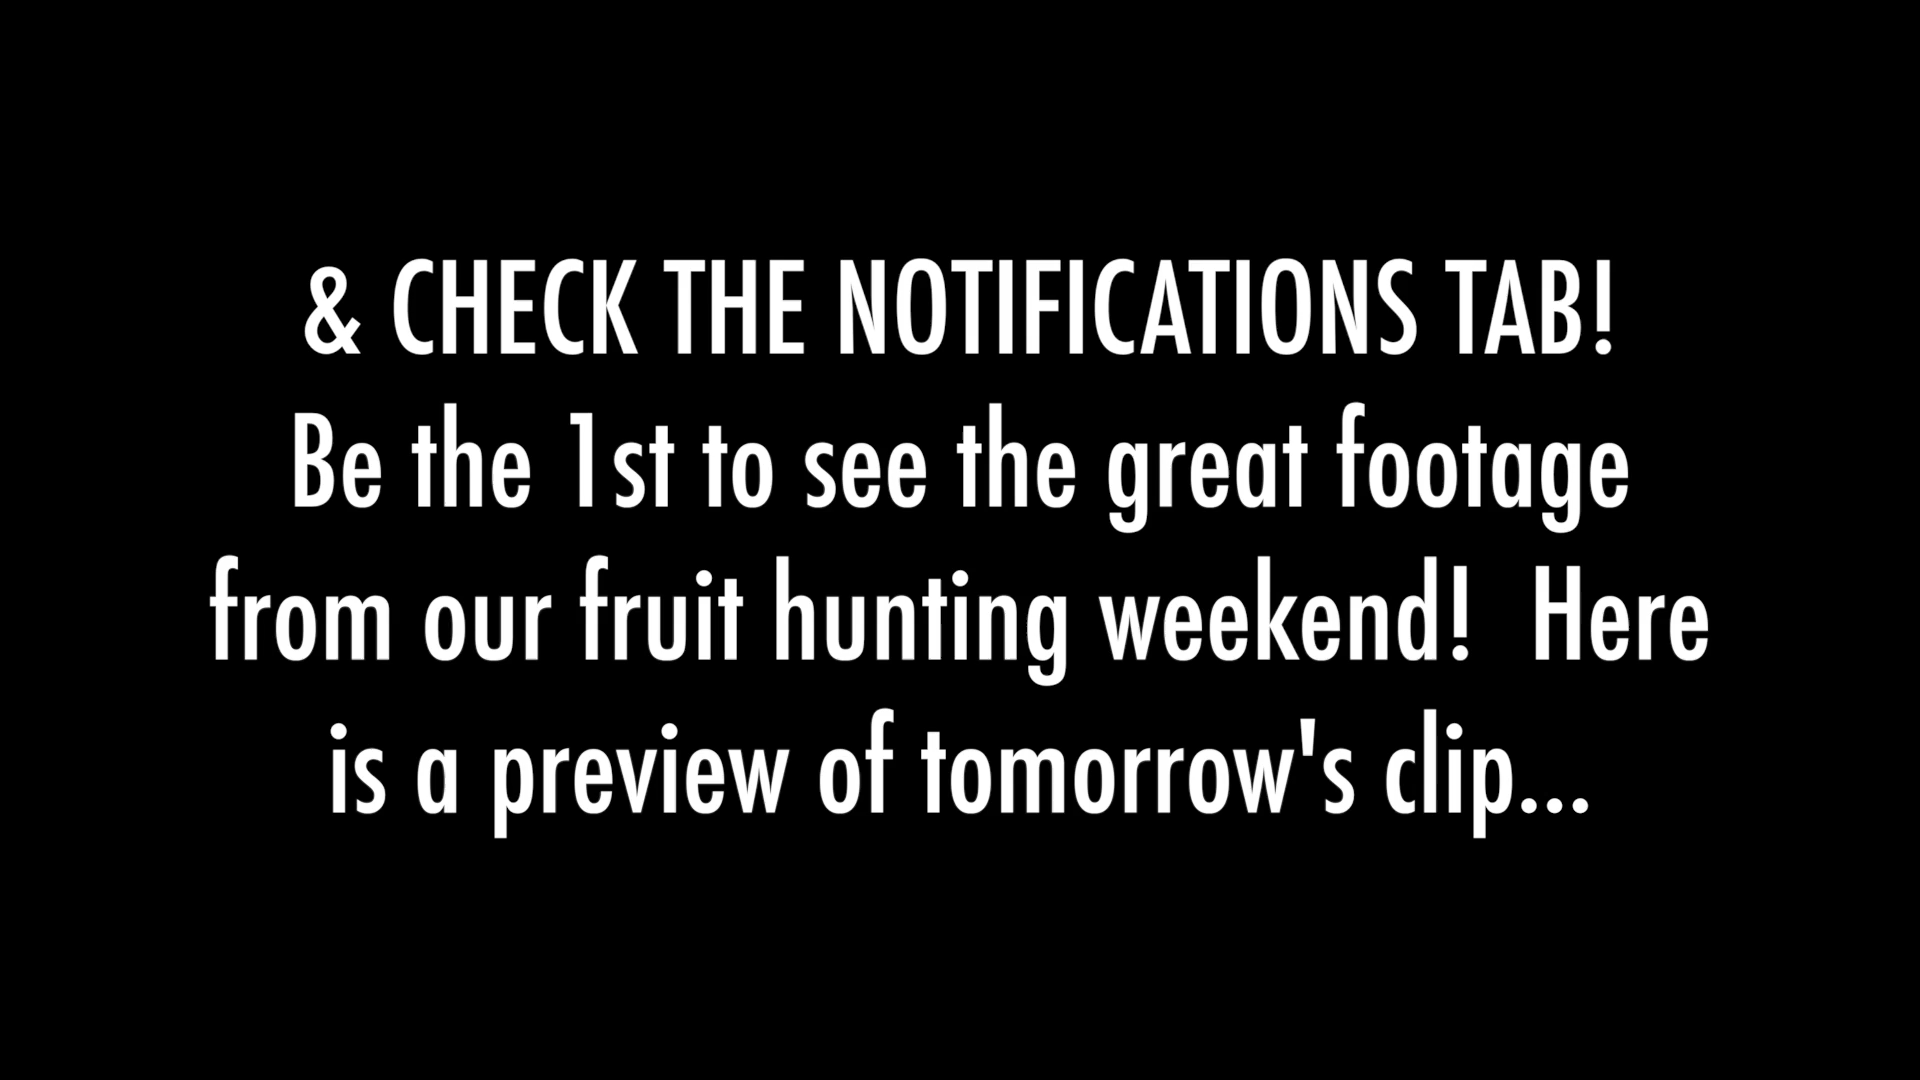 & CHECK THE NOTIFICATIONS TAB!
Be the 1st to see the great footage
from our fruit hunting weekend!  Here
is a preview of tomorrow's clip...